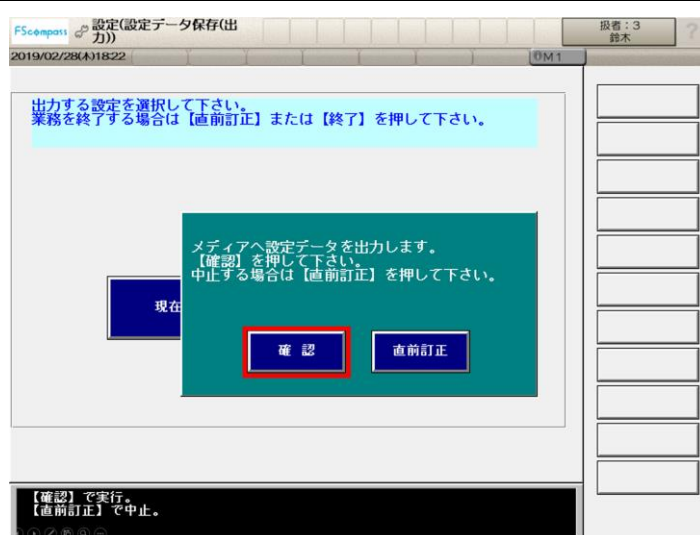 FScompass
設定(設定データ保存(出
力))
扱者：3
鈴木
?
2019/02/28(木)18:22
OM1
出力する設定を選択して下さい。
業務を終了する場合は【直前訂正】または【終了】を押して下さい。
メディアへ設定データを出力します。
【確認】を押して下さい。
中止する場合は【直前訂正】を押して下さい。
現在
確 認
直前訂正
【確認】で実行。
【直前訂正】で中止。